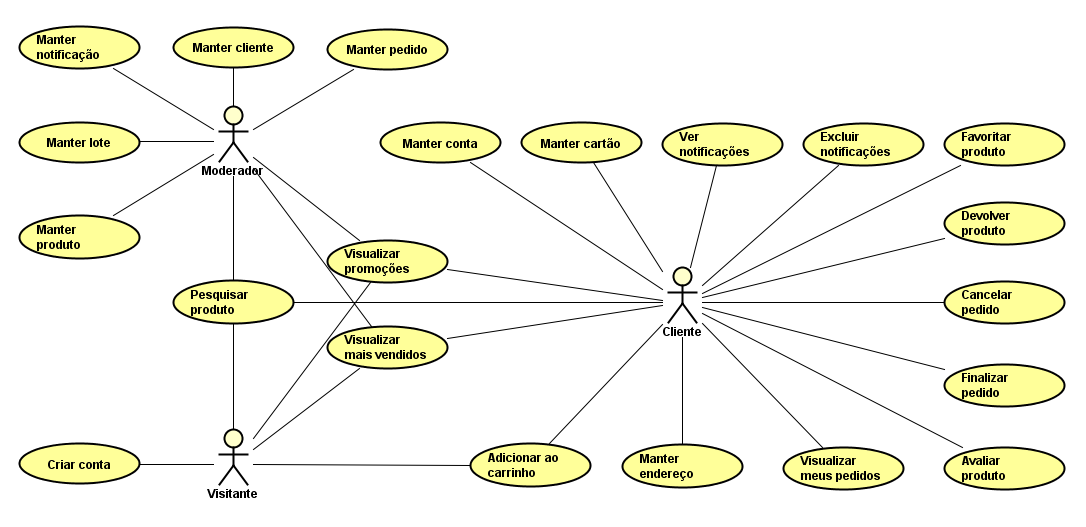 Manter
notificação
Manter cliente
Manter pedido
Manter lote
Moderador
Manter
produto
Manter conta
Manter cartão
Ver
notificações
Excluir
notificações
Favoritar
produto
Devolver
produto
Visualizar
promoções
Pesquisar
produto
Cliente
Cancelar
pedido
Visualizar
mais vendidos
Finalizar
pedido
Criar conta
Visitante
Adicionar ao
carrinho
Manter
endereço
Visualizar
meus pedidos
Avaliar
produto